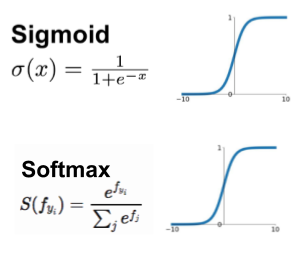 Sigmoid
σ(x) = 1 / 1+e^{-x}
1
-10 0 10
Softmax
S(f_{y_i}) = e^{f_{y_i}} / Σ_j e^{f_j}
1
-10 0 10